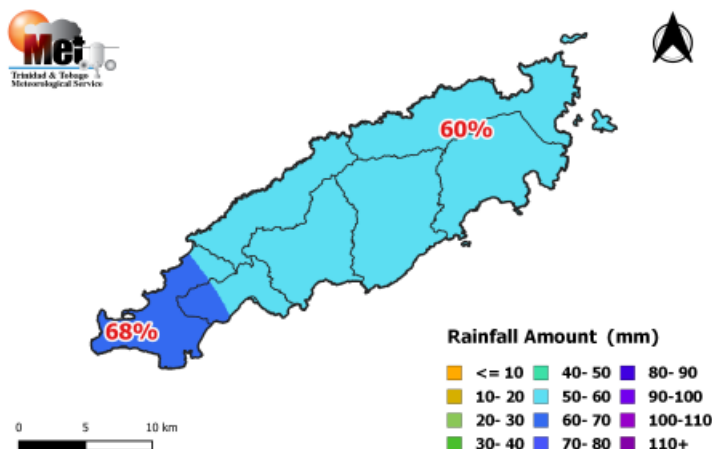 Met
Trinidad & Tobago
Meteorological Service
60%
68%
Rainfall Amount (mm)
<= 10 40- 50 80- 90
10- 20 50- 60 90-100
20- 30 60- 70 100-110
30- 40 70- 80 110+
0 5 10 km